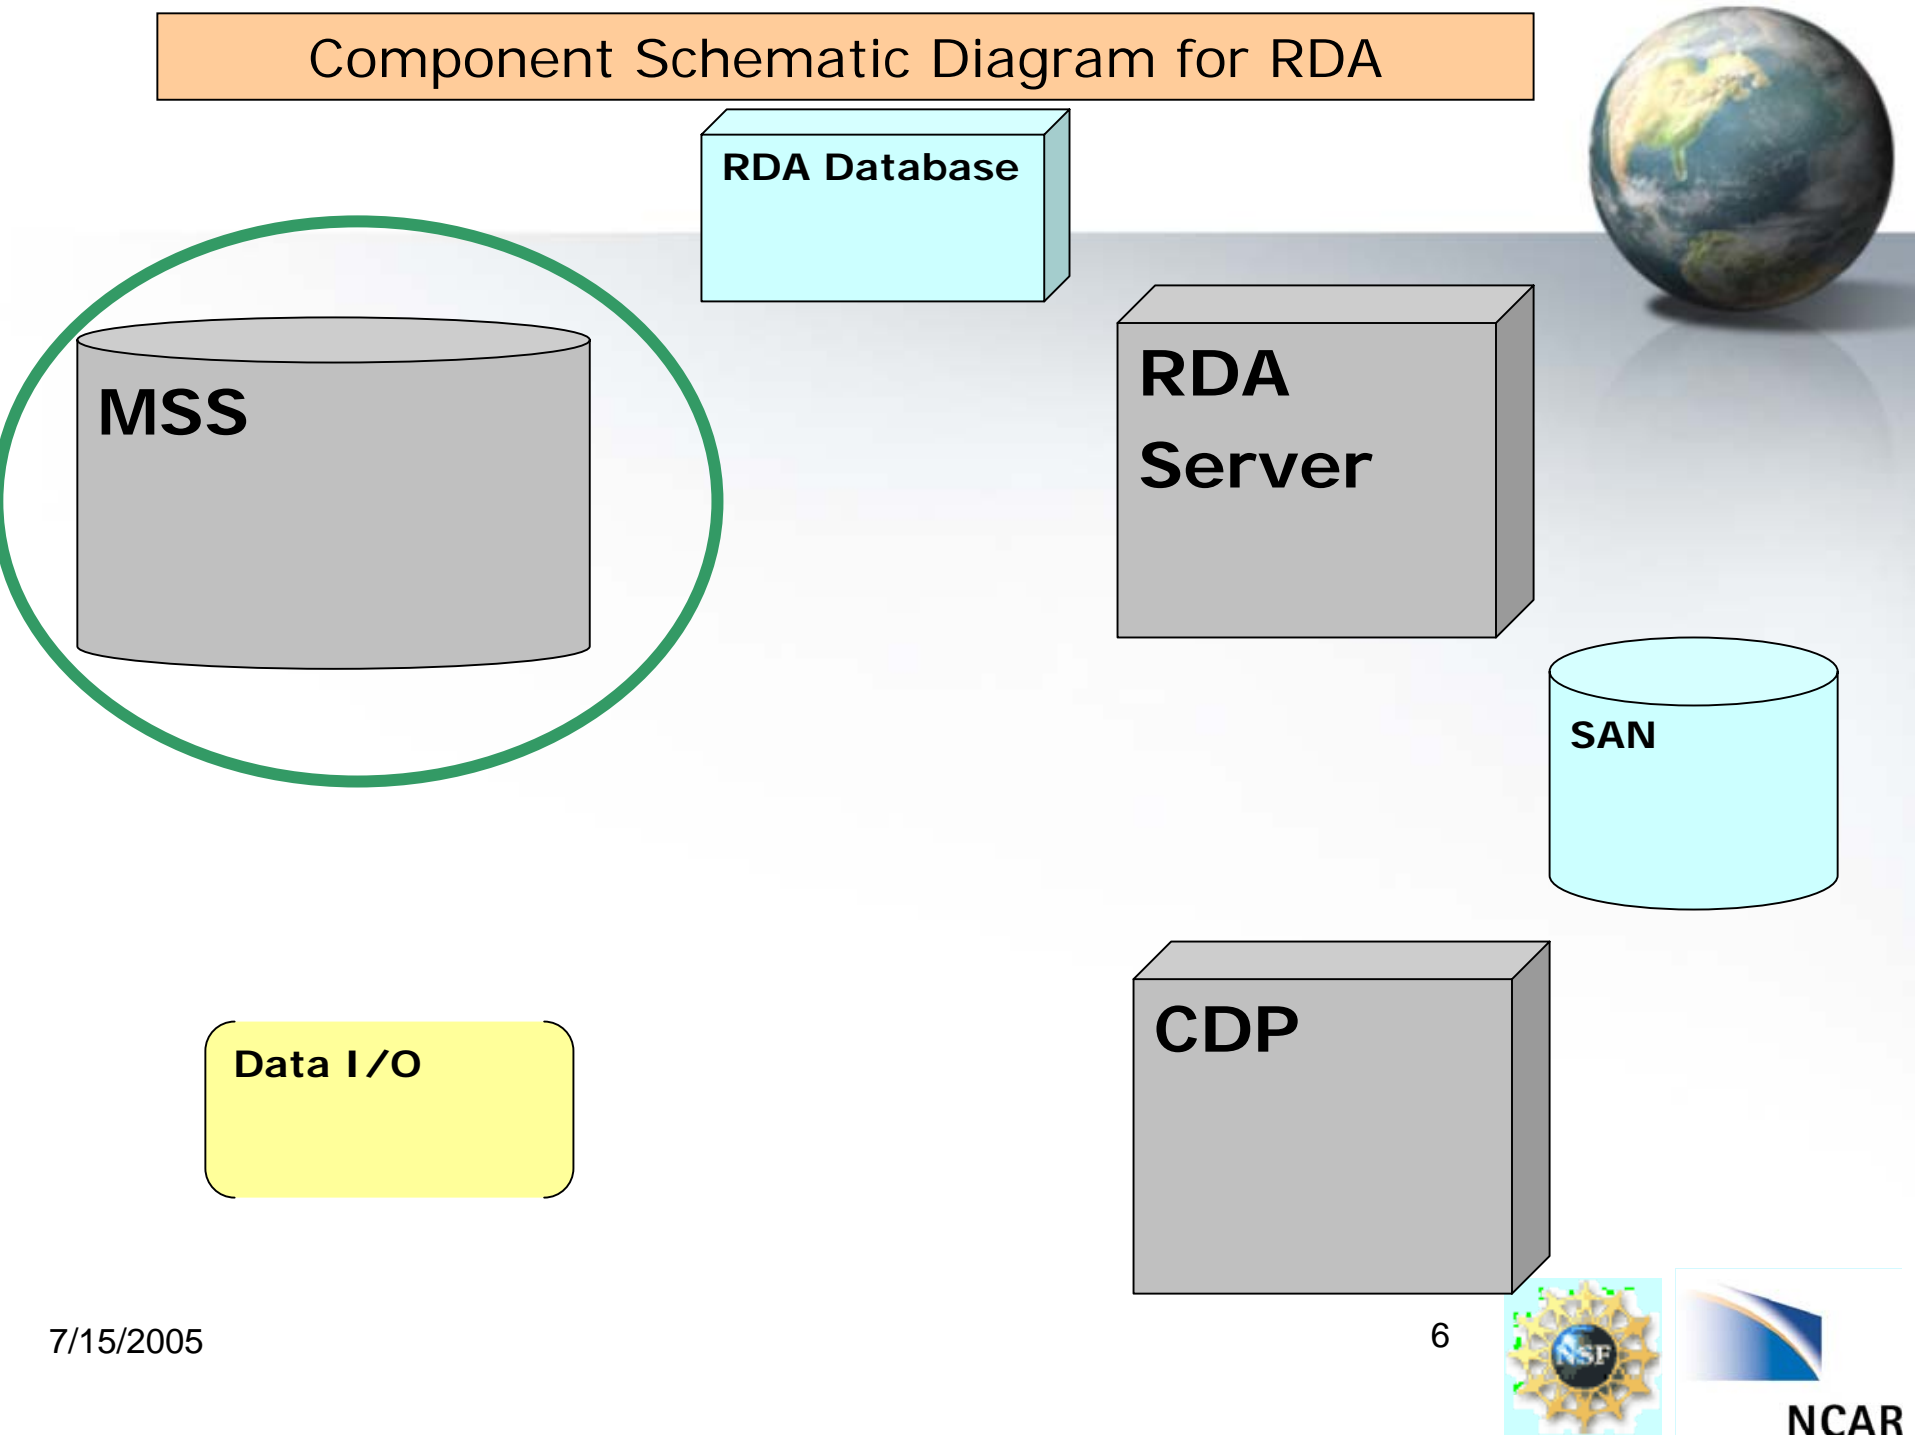 Component Schematic Diagram for RDA
RDA Database
MSS
RDA
Server
SAN
CDP
Data I/O
7/15/2005
6
NSF
NCAR